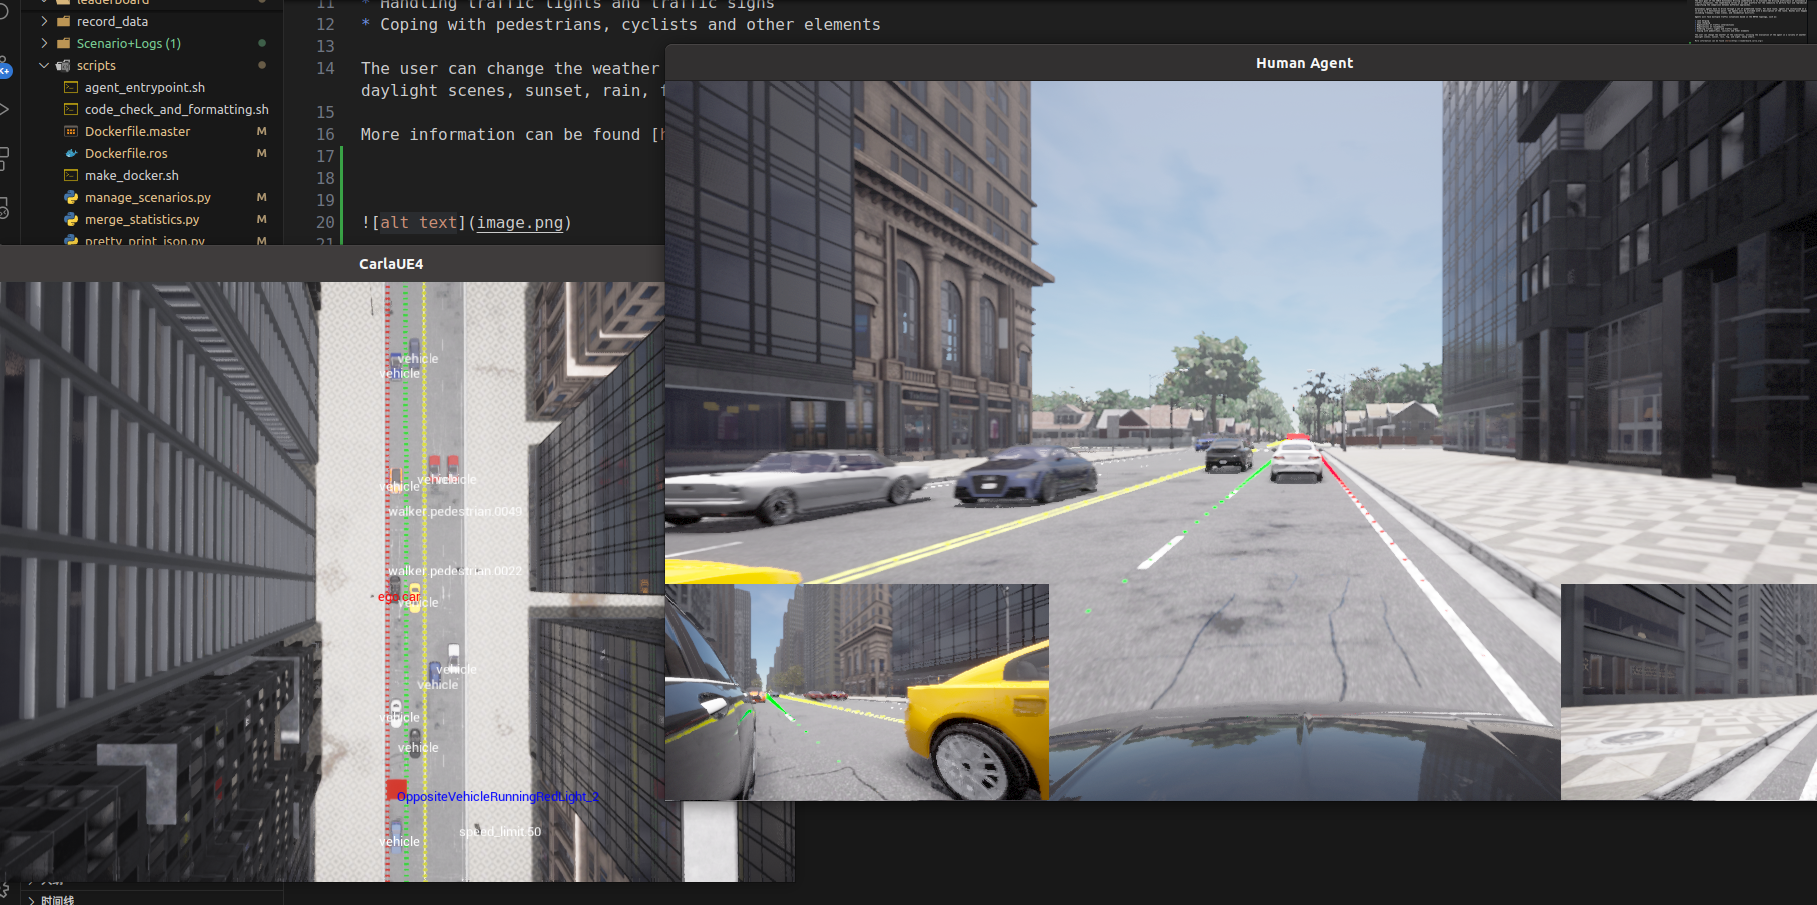 leaderboard
record_data
Scenario+Logs (1)
scripts
agent_entrypoint.sh
code_check_and_formatting.sh
Dockerfile.master M
Dockerfile.ros M
make_docker.sh
manage_scenarios.py M
merge_statistics.py M
pretty_print_json.py M
11 * Handling traffic lights and traffic signs
12 * Coping with pedestrians, cyclists and other elements
13
14 The user can change the weather
daylight scenes, sunset, rain, f
15
16 More information can be found [h
17
18
19
20 ![alt text](image.png)
21
Human Agent
CarlaUE4
vehicle
vehicle
vehicle
vehicle
vehicle
walker.pedestrian.0049
walker.pedestrian.0022
ego car
vehicle
vehicle
vehicle
vehicle
vehicle
OppositeVehicleRunningRedLight_2
speed_limit 50
vehicle
时间线